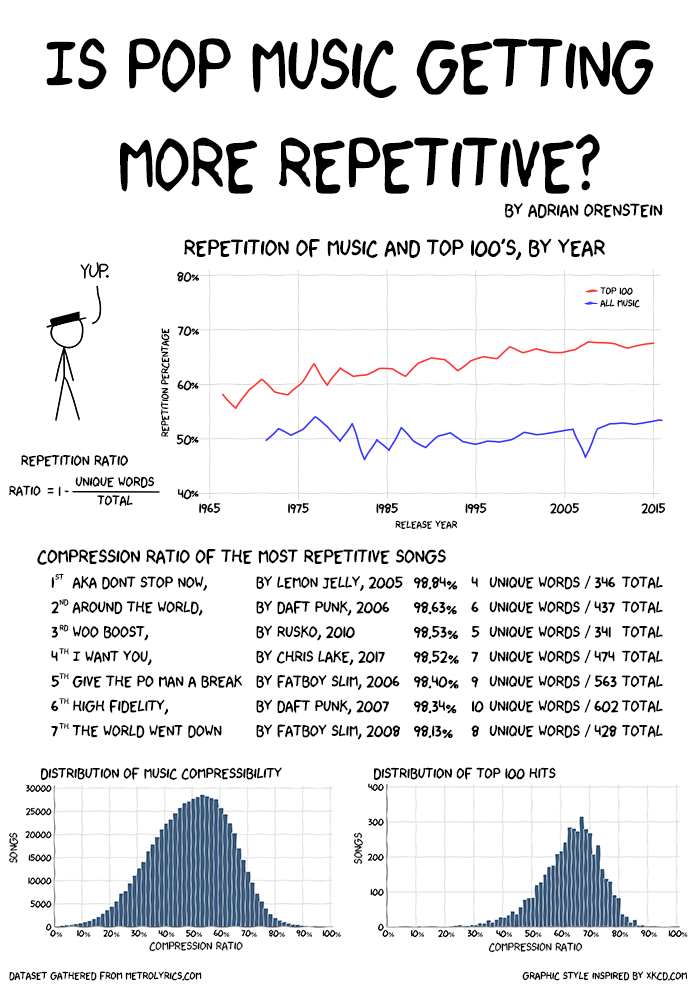 IS POP MUSIC GETTING
MORE REPETITIVE?
BY ADRIAN ORENSTEIN
REPETITION OF MUSIC AND TOP 100'S, BY YEAR
YUP.
80%
70%
60%
50%
40%
REPETITION PERCENTAGE
TOP 100
ALL MUSIC
1965 1975 1985 1995 2005 2015
RELEASE YEAR
REPETITION RATIO
RATIO = 1 - UNIQUE WORDS
TOTAL
COMPRESSION RATIO OF THE MOST REPETITIVE SONGS
1ST AKA DONT STOP NOW, BY LEMON JELLY, 2005 98.84% 4 UNIQUE WORDS / 346 TOTAL
2ND AROUND THE WORLD, BY DAFT PUNK, 2006 98.63% 6 UNIQUE WORDS / 437 TOTAL
3RD WOO BOOST, BY RUSKO, 2010 98.53% 5 UNIQUE WORDS / 341 TOTAL
4TH I WANT YOU, BY CHRIS LAKE, 2017 98.52% 7 UNIQUE WORDS / 474 TOTAL
5TH GIVE THE PO MAN A BREAK BY FATBOY SLIM, 2006 98.40% 9 UNIQUE WORDS / 563 TOTAL
6TH HIGH FIDELITY, BY DAFT PUNK, 2007 98.34% 10 UNIQUE WORDS / 602 TOTAL
7TH THE WORLD WENT DOWN BY FATBOY SLIM, 2008 98.13% 8 UNIQUE WORDS / 428 TOTAL
DISTRIBUTION OF MUSIC COMPRESSIBILITY
30000
25000
20000
15000
10000
5000
0
SONGS
0% 10% 20% 30% 40% 50% 60% 70% 80% 90% 100%
COMPRESSION RATIO
DISTRIBUTION OF TOP 100 HITS
400
300
200
100
0
SONGS
0% 10% 20% 30% 40% 50% 60% 70% 80% 90% 100%
COMPRESSION RATIO
DATASET GATHERED FROM METROLYRICS.COM
GRAPHIC STYLE INSPIRED BY XKCD.COM